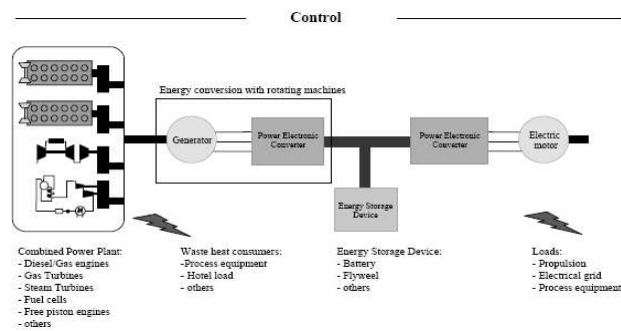 Control
Energy conversion with rotating machines
Generator
Power Electronic
Converter
Power Electronic
Converter
Electric
motor
Energy Storage
Device
Combined Power Plant:
- Diesel/Gas engines
- Gas Turbines
- Steam Turbines
- Fuel cells
- Free piston engines
- others
Waste heat consumers:
-Process equipment
- Hotel load
- others
Energy Storage Device:
- Battery
- Flyweel
- others
Loads:
- Propulsion
- Electrical grid
- Process equipment